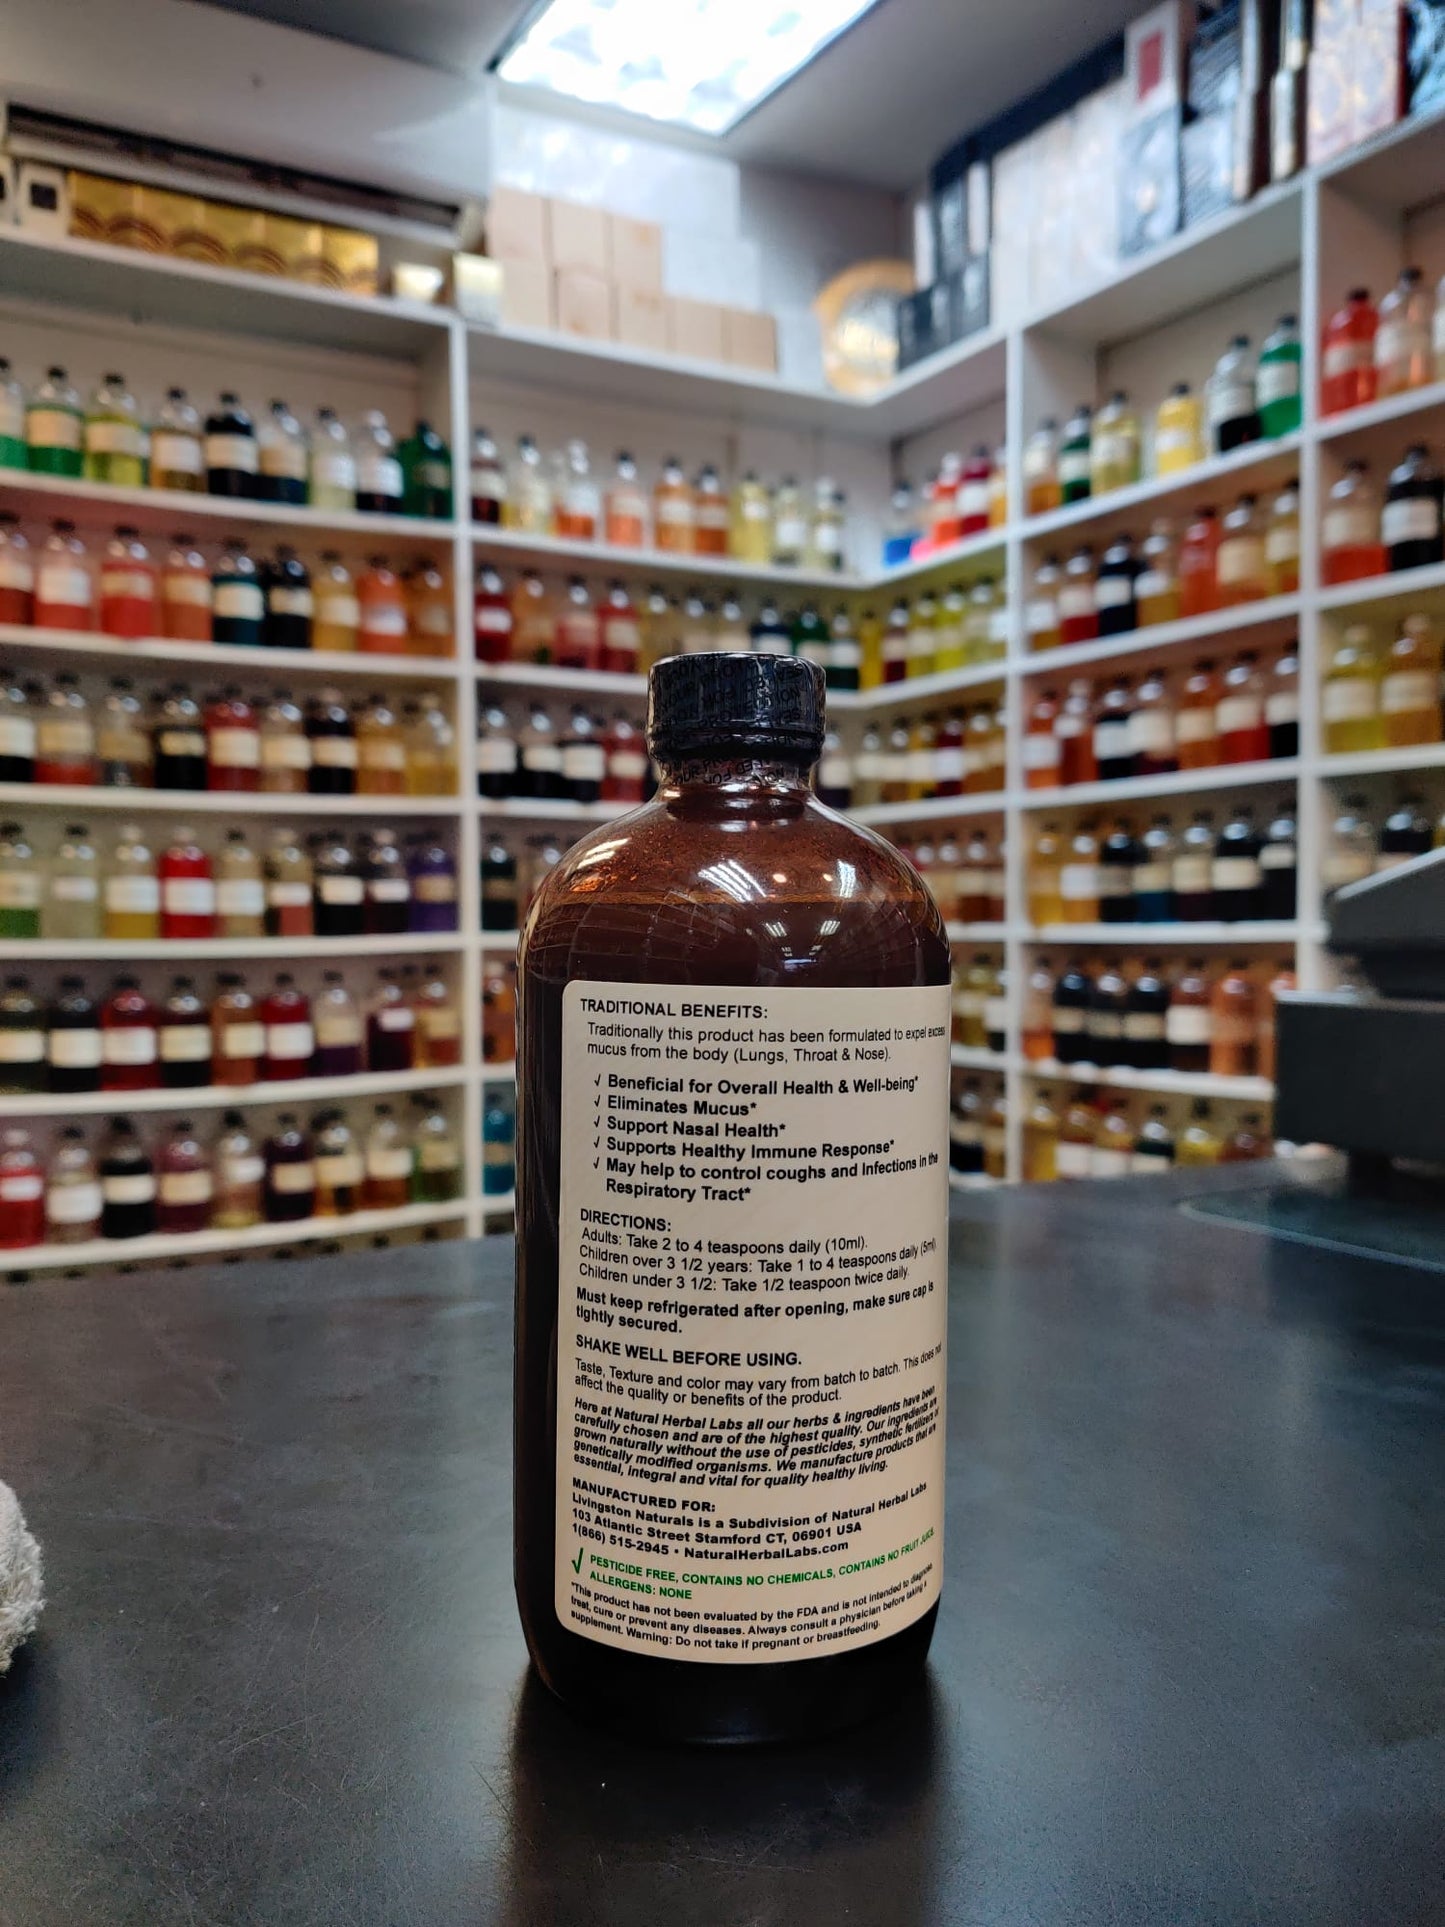 TRADITIONAL BENEFITS:
Traditionally this product has been formulated to expel excess
mucus from the body (Lungs, Throat & Nose).
√ Beneficial for Overall Health & Well-being*
√ Eliminates Mucus*
√ Support Nasal Health*
√ Supports Healthy Immune Response*
√ May help to control coughs and Infections in the
Respiratory Tract*
DIRECTIONS:
Adults: Take 2 to 4 teaspoons daily (10ml).
Children over 3 1/2 years: Take 1 to 4 teaspoons daily (5ml)
Children under 3 1/2: Take 1/2 teaspoon twice daily.
Must keep refrigerated after opening, make sure cap is
tightly secured.
SHAKE WELL BEFORE USING.
Taste, Texture and color may vary from batch to batch. This does not
affect the quality or benefits of the product.
Here at Natural Herbal Labs all our herbs & ingredients have been
carefully chosen and are of the highest quality. Our ingredients are
grown naturally without the use of pesticides, synthetic fertilizers or
genetically modified organisms. We manufacture products that are
essential, integral and vital for quality healthy living.
MANUFACTURED FOR:
Livingston Naturals is a Subdivision of Natural Herbal Labs
103 Atlantic Street Stamford CT, 06901 USA
1(866) 515-2945 • NaturalHerbalLabs.com
√ PESTICIDE FREE, CONTAINS NO CHEMICALS, CONTAINS NO FRUIT JUICE.
ALLERGENS: NONE
*This product has not been evaluated by the FDA and is not intended to diagnose
treat, cure or prevent any diseases. Always consult a physician before taking a
supplement. Warning: Do not take if pregnant or breastfeeding.